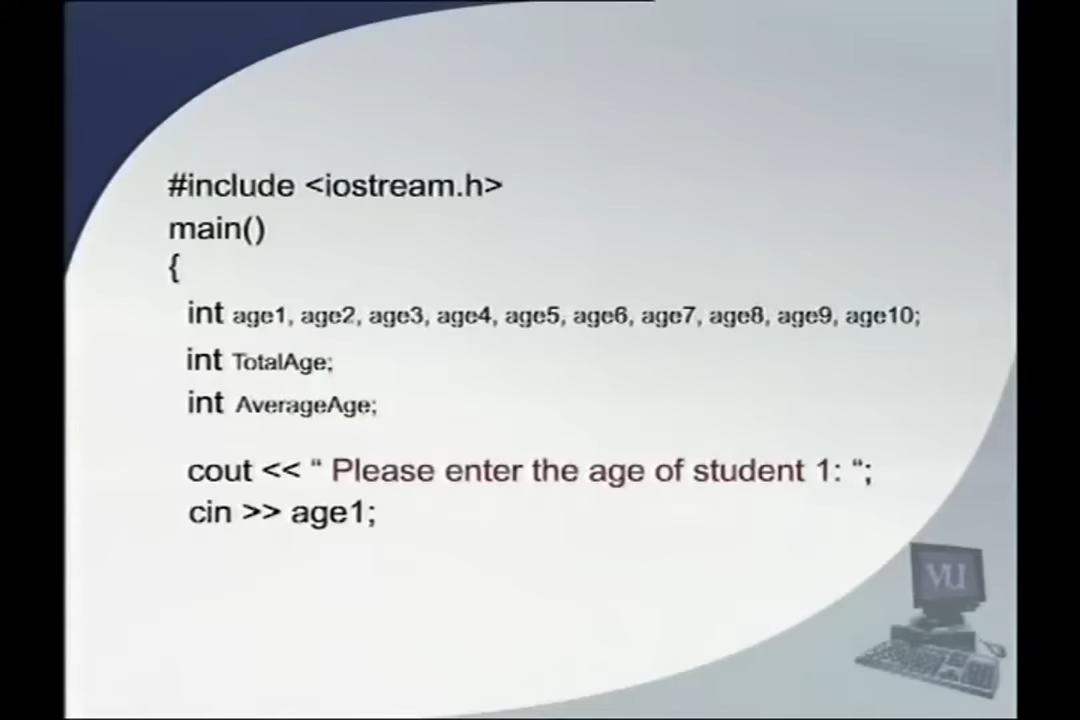 #include <iostream.h>
main()
{
int age1, age2, age3, age4, age5, age6, age7, age8, age9, age10;
int TotalAge;
int AverageAge;
cout << “ Please enter the age of student 1: “;
cin >> age1;
VU